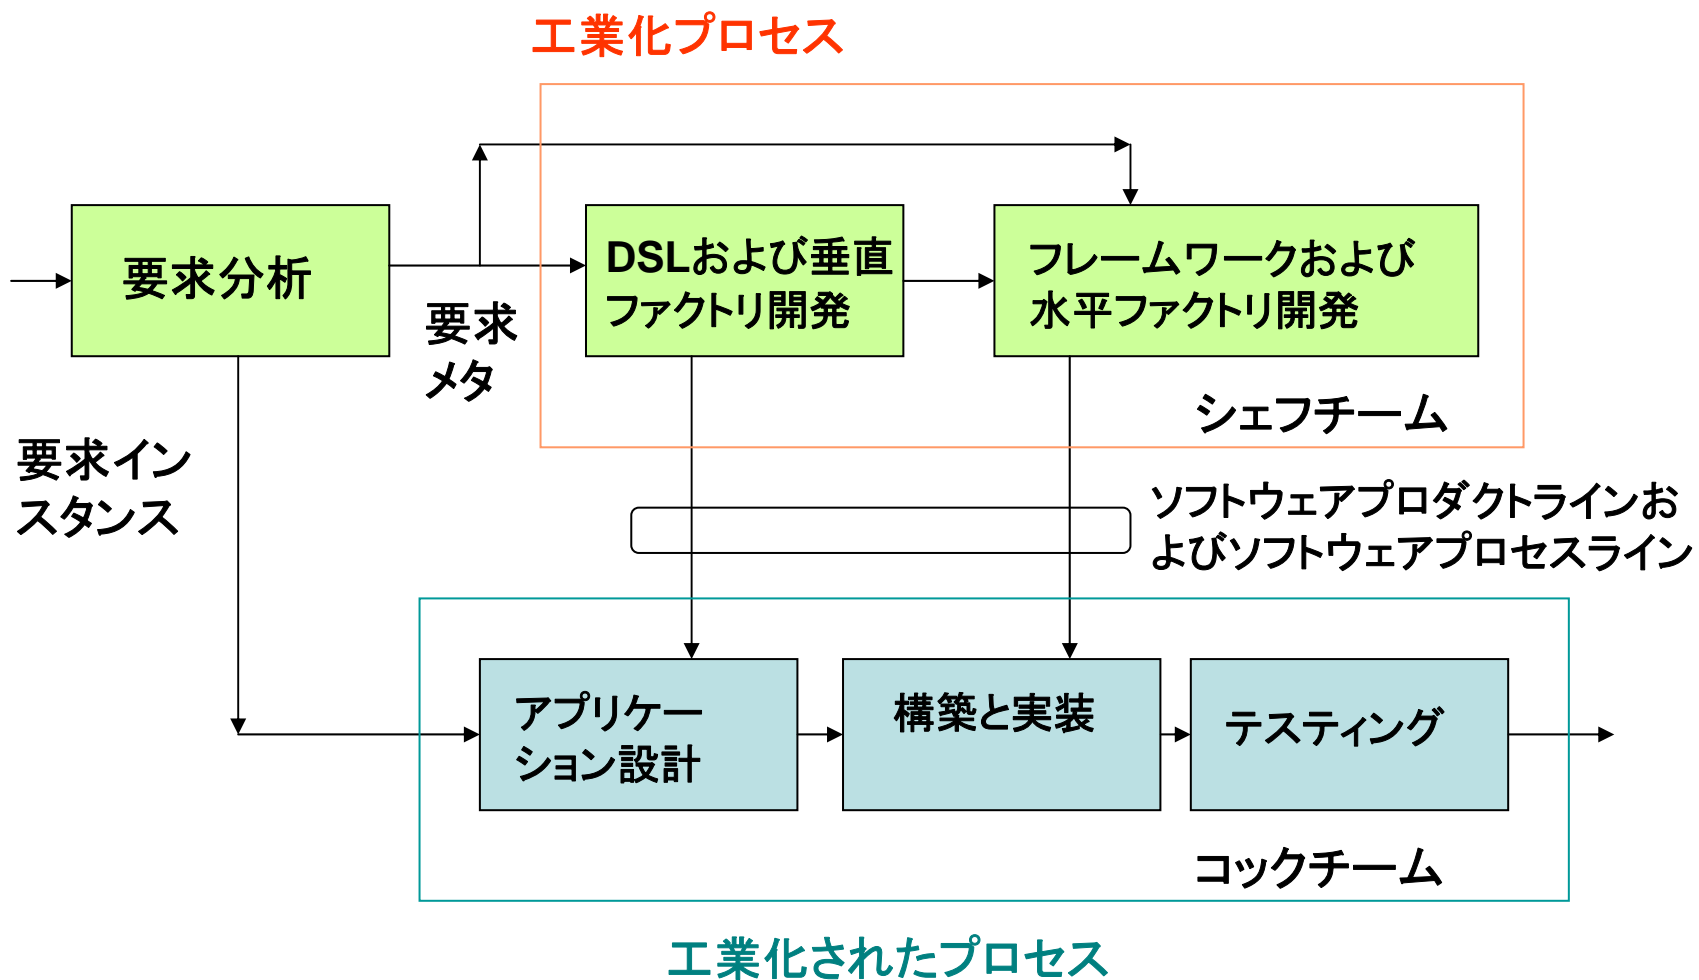 工業化プロセス
要求分析
DSLおよび垂直
ファクトリ開発
フレームワークおよび
水平ファクトリ開発
要求
メタ
シェフチーム
要求イン
スタンス
ソフトウェアプロダクトラインお
よびソフトウェアプロセスライン
アプリケー
ション設計
構築と実装
テスティング
コックチーム
工業化されたプロセス